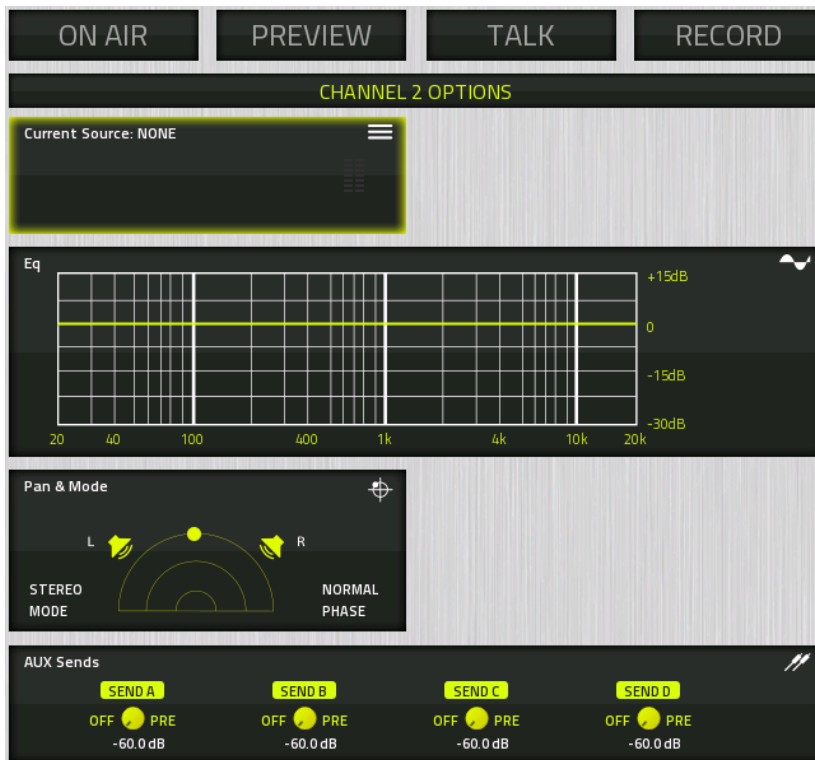 ON AIR PREVIEW TALK RECORD
CHANNEL 2 OPTIONS
Current Source: NONE
Eq
+15dB
0
-15dB
-30dB
20 40 100 400 1k 4k 10k 20k
Pan & Mode
L R
STEREO MODE
NORMAL PHASE
AUX Sends
SEND A SEND B SEND C SEND D
OFF PRE OFF PRE OFF PRE OFF PRE
-60.0 dB -60.0 dB -60.0 dB -60.0 dB